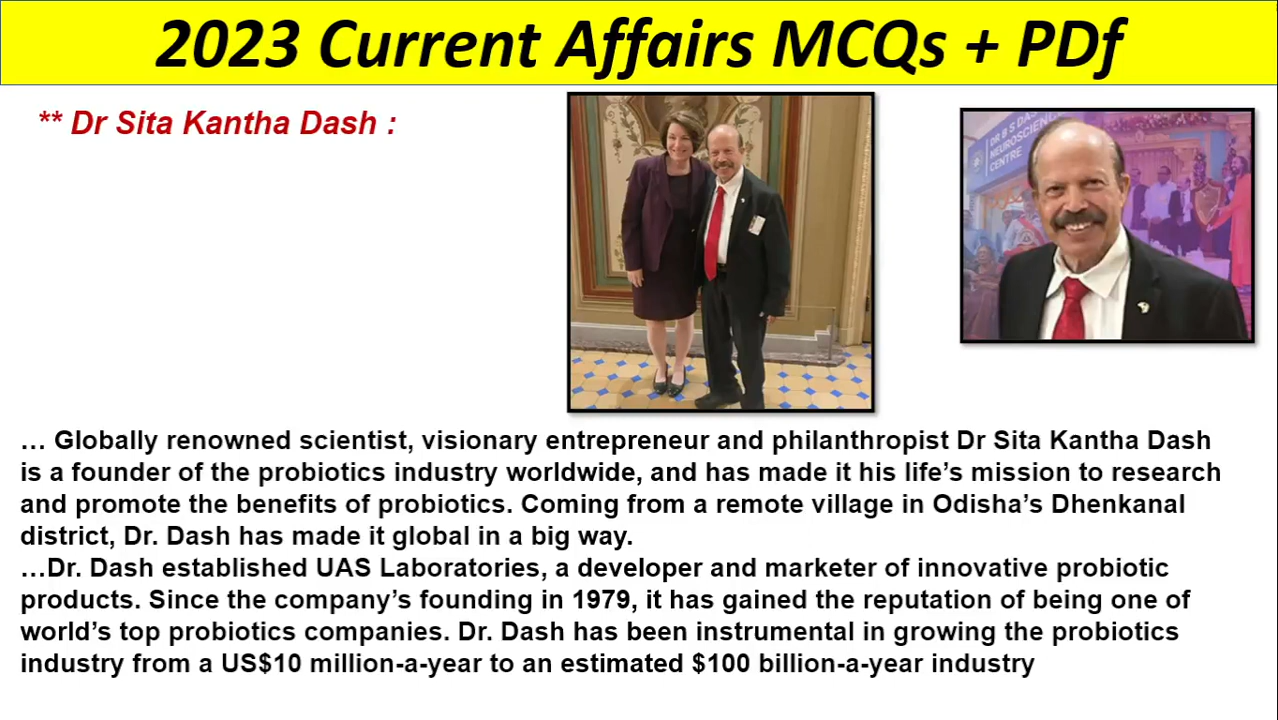 2023 Current Affairs MCQs + PDf
** Dr Sita Kantha Dash :
DR B S DASH
NEUROSCIENCE
CENTRE
… Globally renowned scientist, visionary entrepreneur and philanthropist Dr Sita Kantha Dash
is a founder of the probiotics industry worldwide, and has made it his life’s mission to research
and promote the benefits of probiotics. Coming from a remote village in Odisha’s Dhenkanal
district, Dr. Dash has made it global in a big way.
…Dr. Dash established UAS Laboratories, a developer and marketer of innovative probiotic
products. Since the company’s founding in 1979, it has gained the reputation of being one of
world’s top probiotics companies. Dr. Dash has been instrumental in growing the probiotics
industry from a US$10 million-a-year to an estimated $100 billion-a-year industry